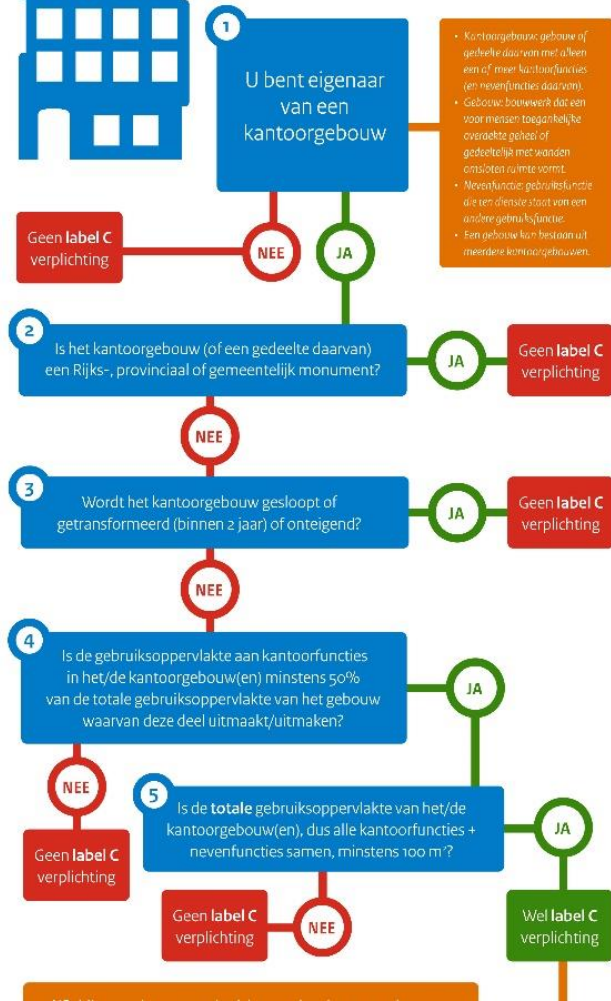 1
U bent eigenaar
van een
kantoorgebouw
• Kantoorgebouw: gebouw of
gedeelte daarvan met alleen
een of meer kantoorfuncties
(en nevenfuncties daarvan).
• Gebouw: bouwwerk dat een
voor mensen toegankelijke
overdekte geheel of
gedeeltelijk met wanden
omsloten ruimte vormt.
• Nevenfunctie: gebruiksfunctie
die ten dienste staat van een
andere gebruiksfunctie.
• Een gebouw kan bestaan uit
meerdere kantoorgebouwen.
NEE
JA
Geen label C
verplichting
2
Is het kantoorgebouw (of een gedeelte daarvan)
een Rijks-, provinciaal of gemeentelijk monument?
JA
Geen label C
verplichting
NEE
3
Wordt het kantoorgebouw gesloopt of
getransformeerd (binnen 2 jaar) of onteigend?
JA
Geen label C
verplichting
NEE
4
Is de gebruiksoppervlakte aan kantoorfuncties
in het/de kantoorgebouw(en) minstens 50%
van de totale gebruiksoppervlakte van het gebouw
waarvan deze deel uitmaakt/uitmaken?
JA
NEE
Geen label C
verplichting
5
Is de totale gebruiksoppervlakte van het/de
kantoorgebouw(en), dus alle kantoorfuncties +
nevenfuncties samen, minstens 100 m²?
JA
NEE
Geen label C
verplichting
Wel label C
verplichting